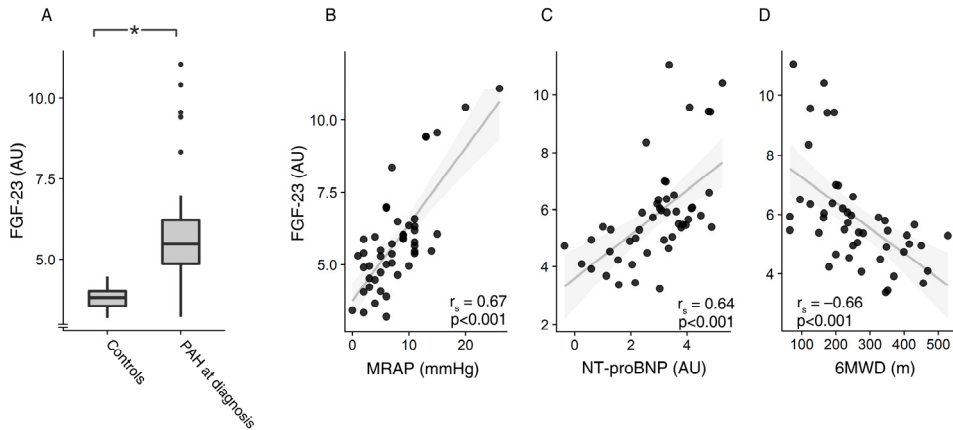 A
*
FGF-23 (AU)
10.0
7.5
5.0
Controls
PAH at diagnosis
B
FGF-23 (AU)
10.0
7.5
5.0
r_s = 0.67
p<0.001
0 10 20
MRAP (mmHg)
C
10
8
6
4
2
r_s = 0.64
p<0.001
0 2 4
NT-proBNP (AU)
D
10
8
6
4
r_s = −0.66
p<0.001
100 200 300 400 500
6MWD (m)